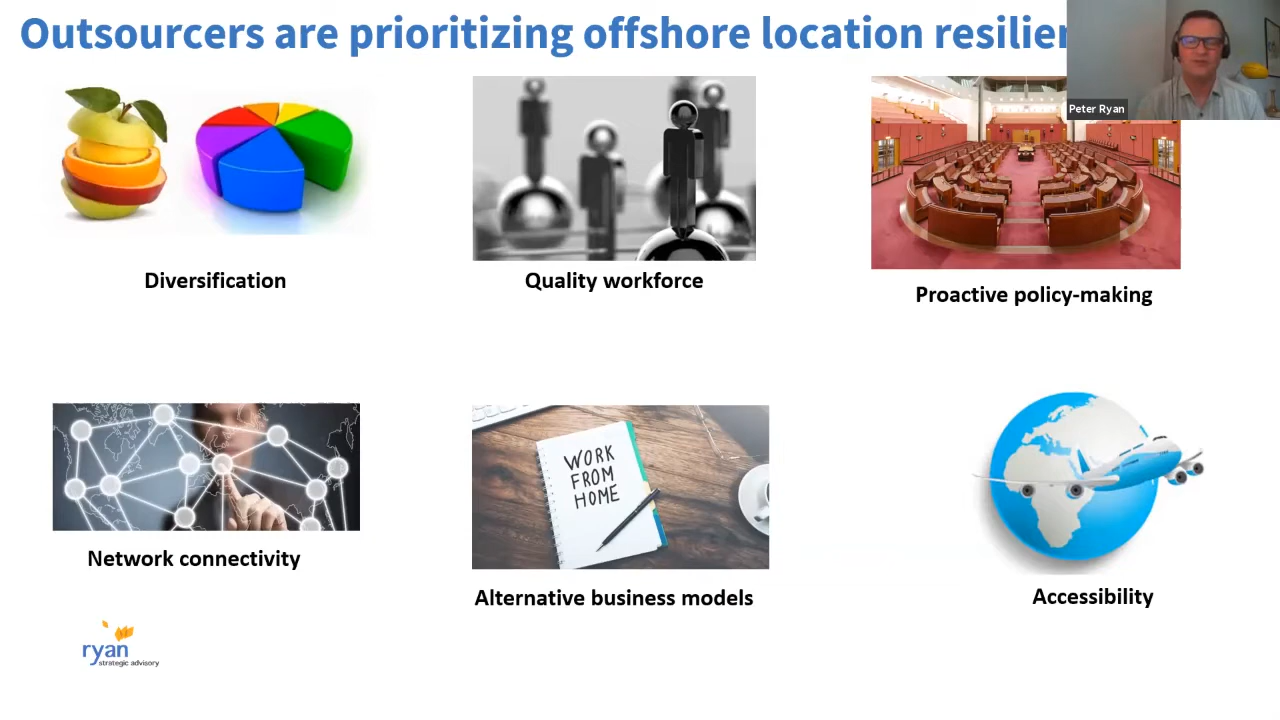 Outsourcers are prioritizing offshore location
Peter Ryan
Diversification
Quality workforce
Proactive policy-making
WORK
FROM
HOME
Network connectivity
Alternative business models
Accessibility
ryan
strategic advisory